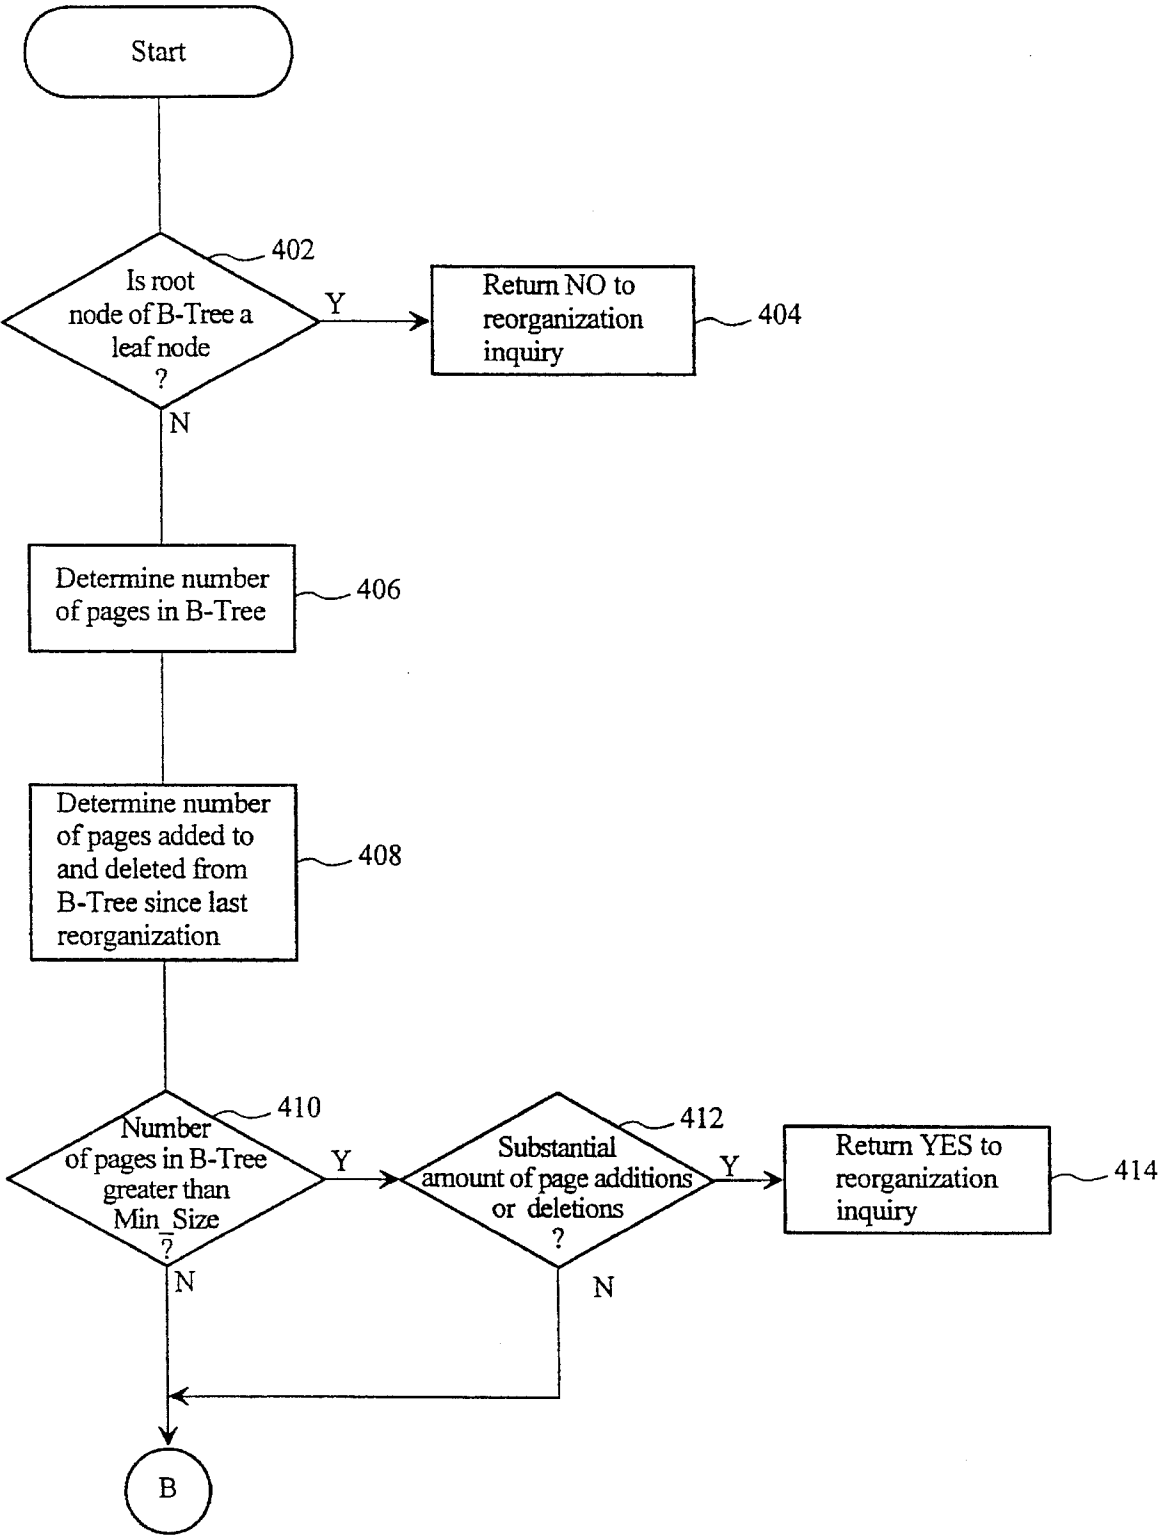 Start
402
Is root
node of B-Tree a
leaf node
?
Y
Return NO to
reorganization
inquiry
404
N
Determine number
of pages in B-Tree
406
Determine number
of pages added to
and deleted from
B-Tree since last
reorganization
408
410
Number
of pages in B-Tree
greater than
Min_Size
?
Y
412
Substantial
amount of page additions
or deletions
?
Y
Return YES to
reorganization
inquiry
414
N
N
B